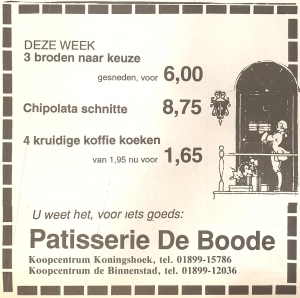 DEZE WEEK
3 broden naar keuze
gesneden, voor 6,00
Chipolata schnitte 8,75
4 kruidige koffie koeken
van 1,95 nu voor 1,65
U weet het, voor iets goeds:
Patisserie De Boode
Koopcentrum Koningshoek, tel. 01899-15786
Koopcentrum de Binnenstad, tel. 01899-12036